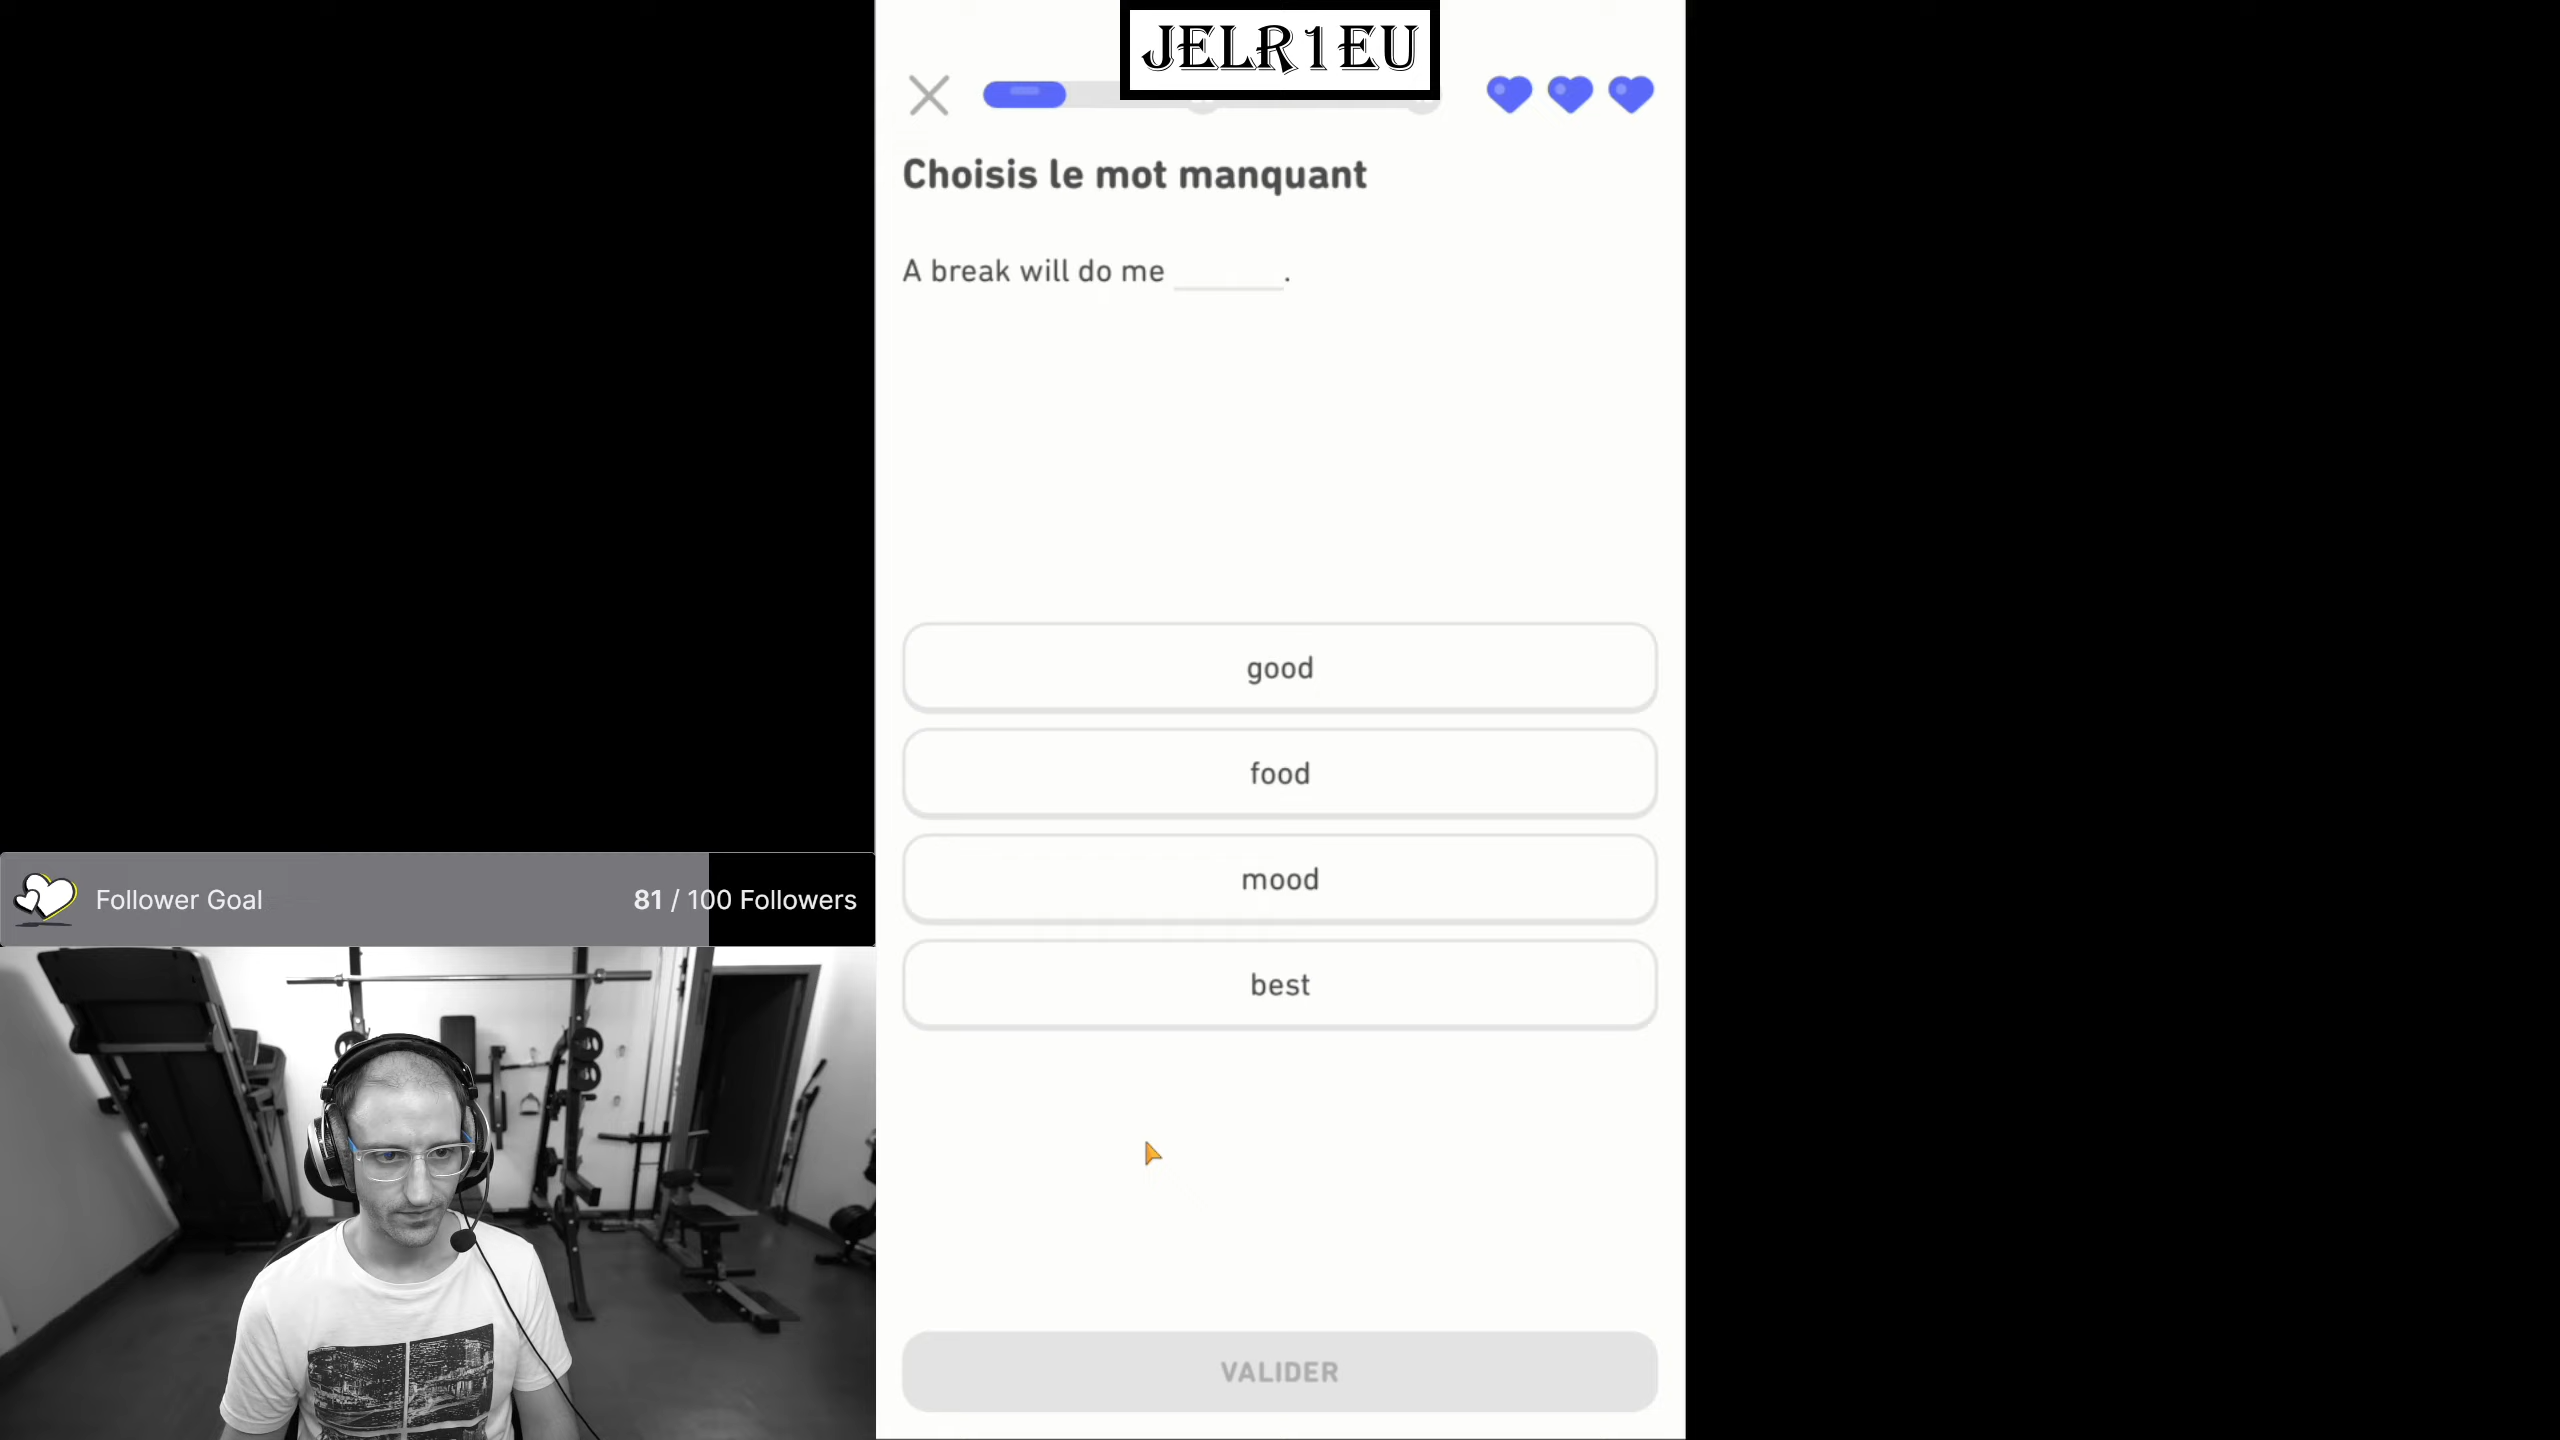 JELR1EU
Choisis le mot manquant
A break will do me ______.
good
food
mood
best
Follower Goal
81 / 100 Followers
VALIDER